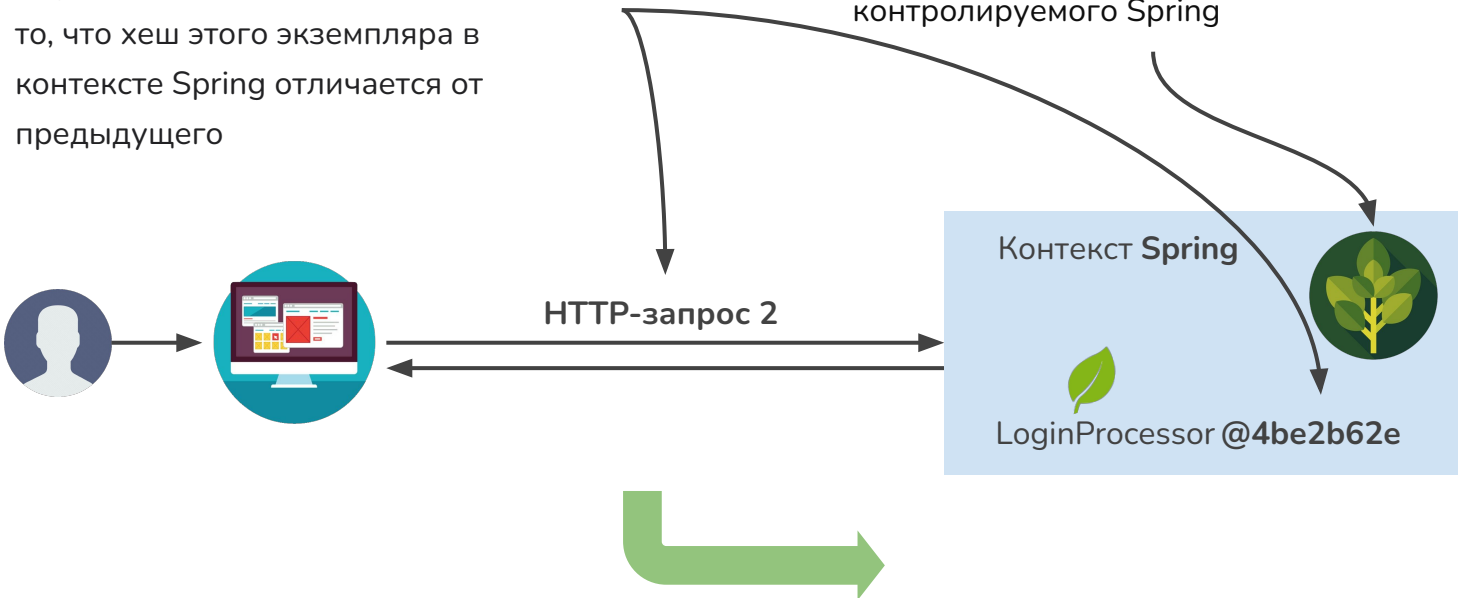 контролируемого Spring
то, что хеш этого экземпляра в
контексте Spring отличается от
предыдущего
Контекст Spring
HTTP-запрос 2
LoginProcessor @4be2b62e